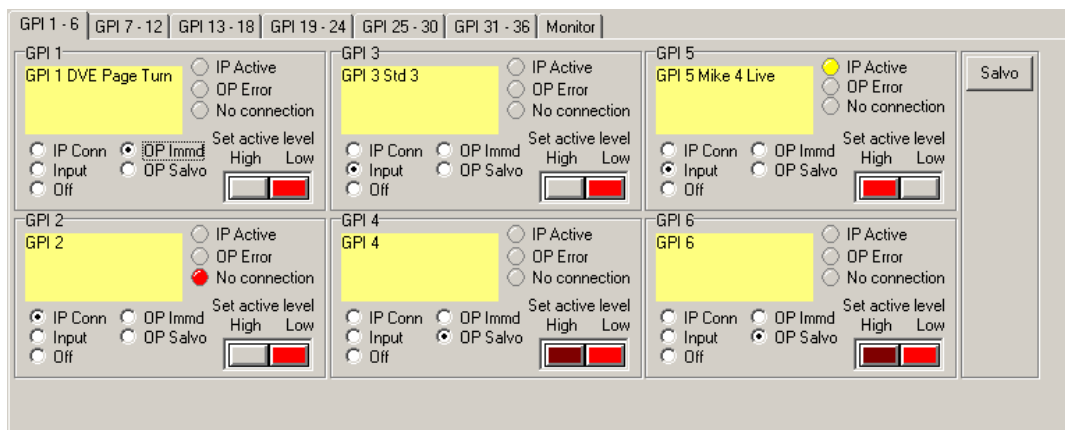 GPI 1 - 6 GPI 7 - 12 GPI 13 - 18 GPI 19 - 24 GPI 25 - 30 GPI 31 - 36 Monitor
GPI 1
GPI 1 DVE Page Turn
IP Active
OP Error
No connection
Set active level
IP Conn OP Immd High Low
Input OP Salvo
Off
GPI 3
GPI 3 Std 3
IP Active
OP Error
No connection
Set active level
IP Conn OP Immd High Low
Input OP Salvo
Off
GPI 5
GPI 5 Mike 4 Live
IP Active
OP Error
No connection
Set active level
IP Conn OP Immd High Low
Input OP Salvo
Off
Salvo
GPI 2
GPI 2
IP Active
OP Error
No connection
Set active level
IP Conn OP Immd High Low
Input OP Salvo
Off
GPI 4
GPI 4
IP Active
OP Error
No connection
Set active level
IP Conn OP Immd High Low
Input OP Salvo
Off
GPI 6
GPI 6
IP Active
OP Error
No connection
Set active level
IP Conn OP Immd High Low
Input OP Salvo
Off